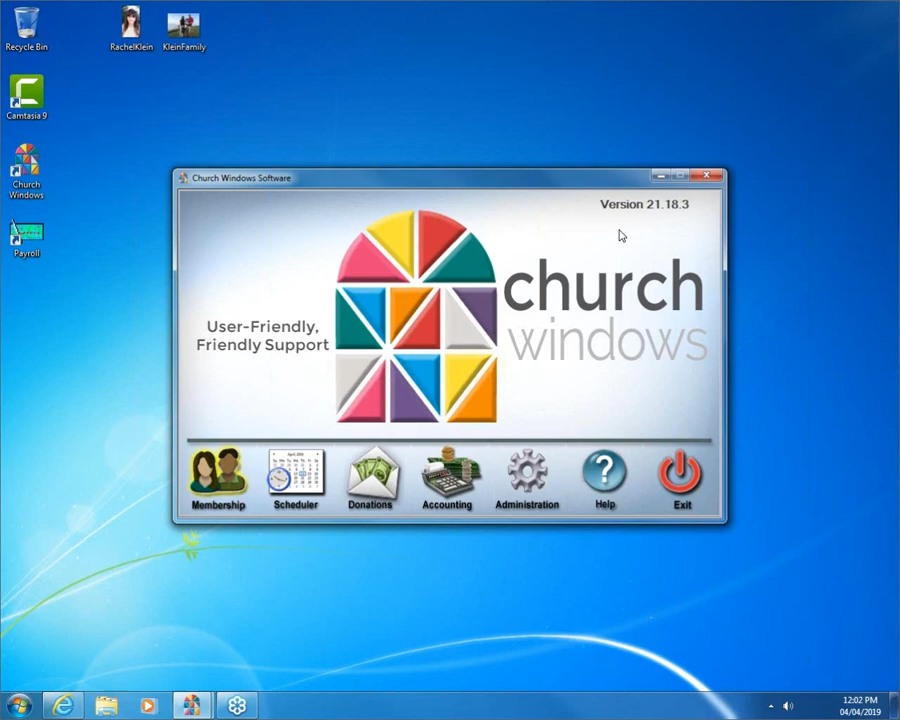 Recycle Bin
RachelKlein
KleinFamily
Camtasia 9
Church
Windows
Payroll
Church Windows Software
Version 21.18.3
church
windows
User-Friendly,
Friendly Support
Membership
Scheduler
Donations
Accounting
Administration
Help
Exit
12:02 PM
04/04/2019